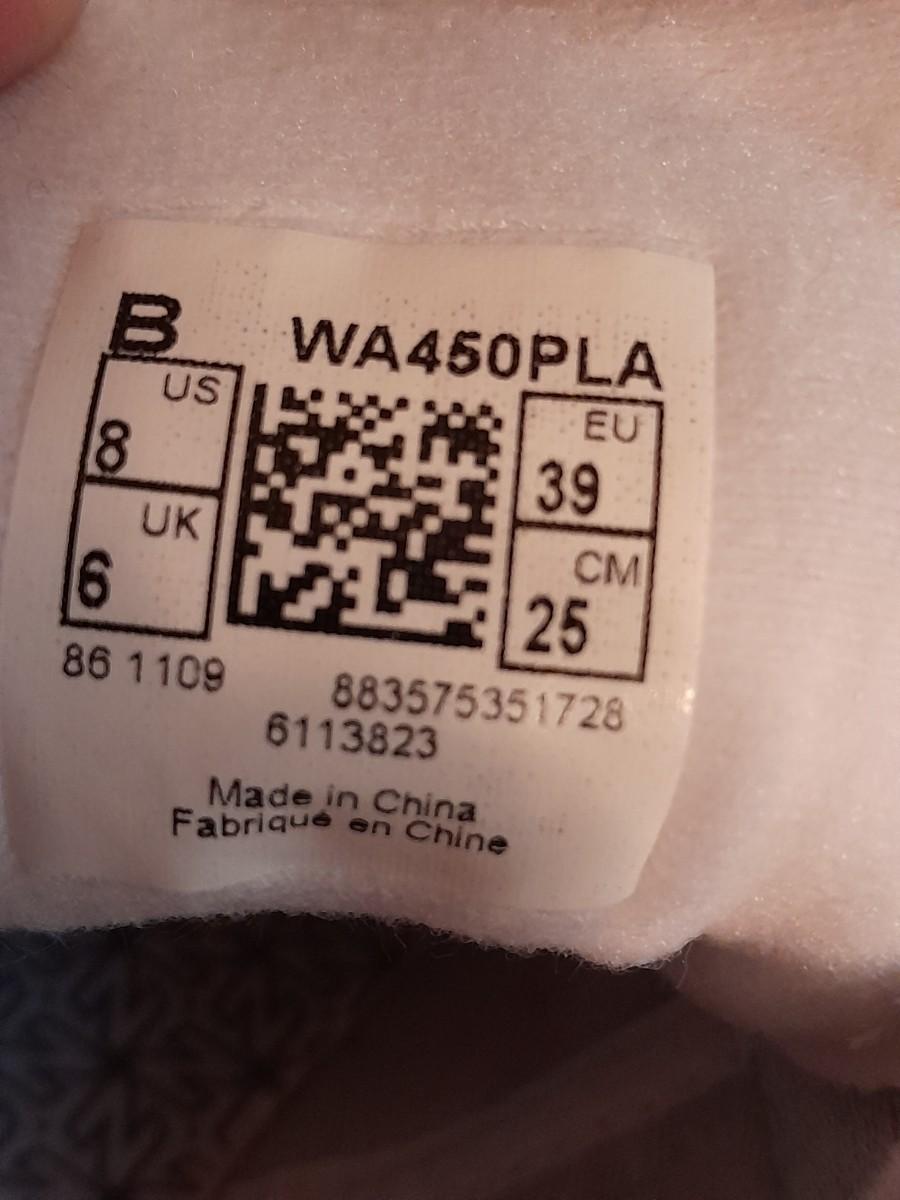 B
WA450PLA
US
8
UK
6
EU
39
CM
25
86 1109
883575351728
6113823
Made in China
Fabriqué en Chine